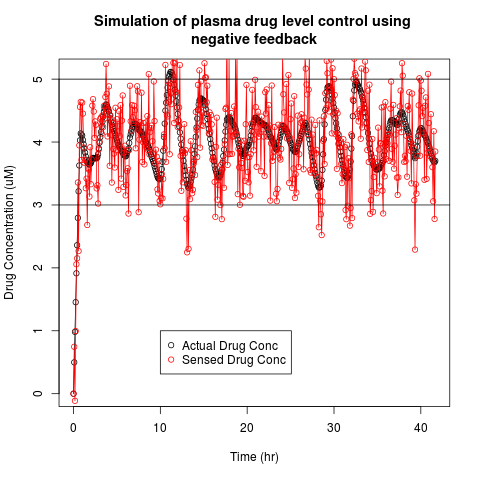 Simulation of plasma drug level control using
negative feedback
Drug Concentration (uM)
5
4
3
2
1
0
Actual Drug Conc
Sensed Drug Conc
0 10 20 30 40
Time (hr)